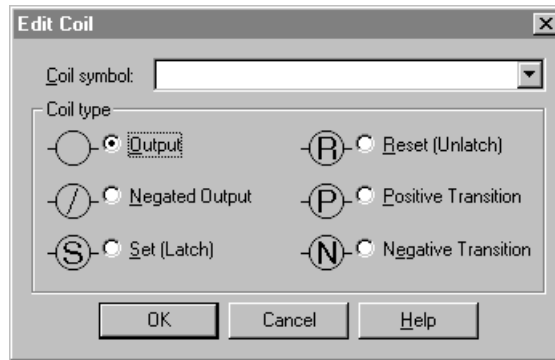 Edit Coil
Coil symbol:
Coil type
Output
R Reset (Unlatch)
/ Negated Output
P Positive Transition
S Set (Latch)
N Negative Transition
OK Cancel Help